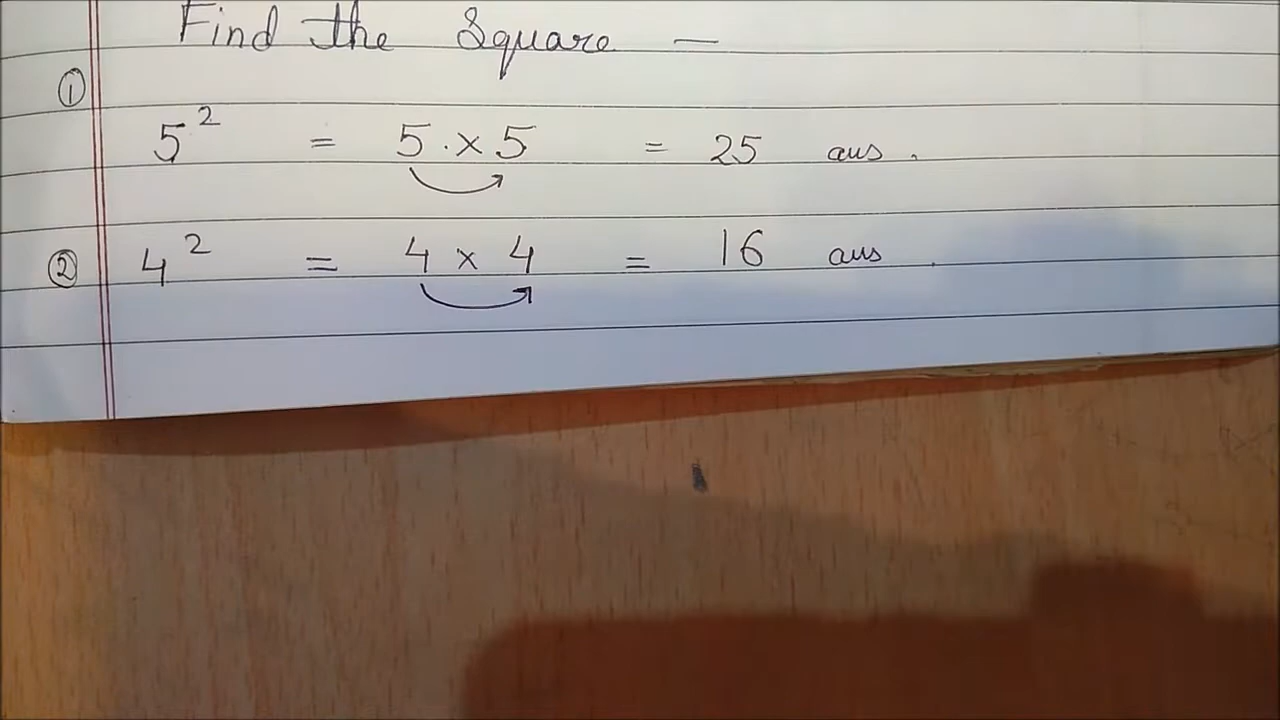 Find the Square —
①
5² = 5 × 5 = 25 ans.
② 4² = 4 × 4 = 16 ans